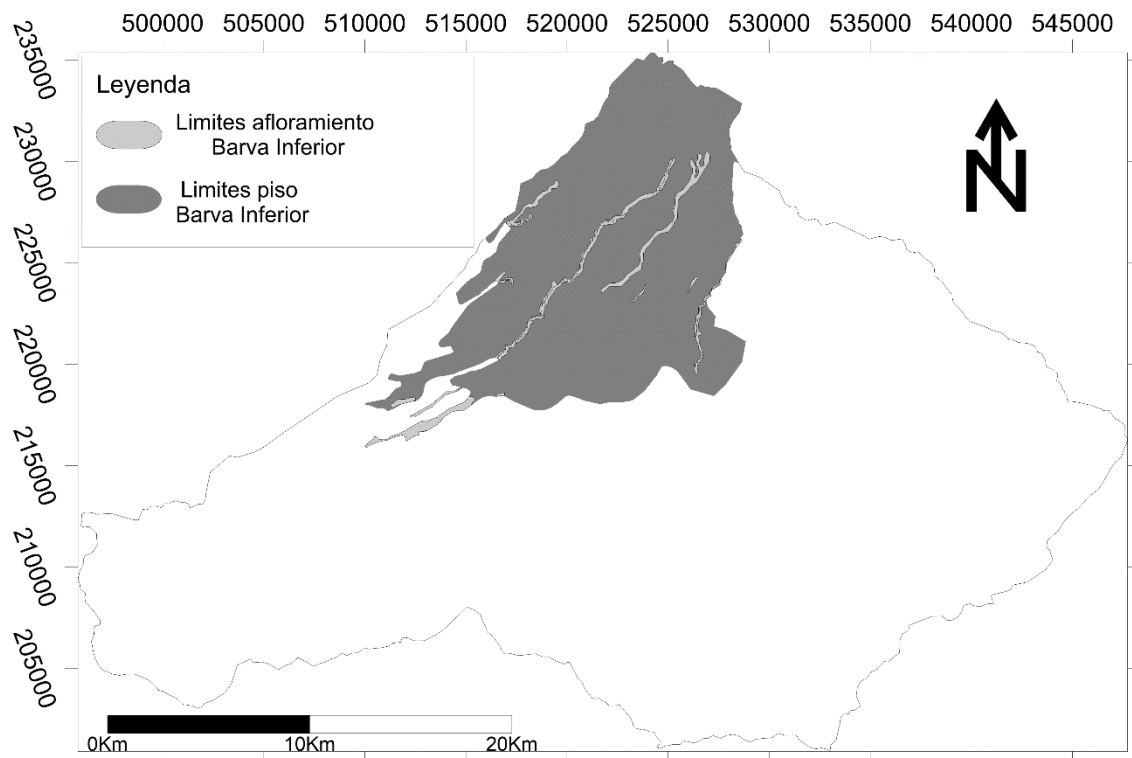 500000 505000 510000 515000 520000 525000 530000 535000 540000 545000
235000
230000
225000
220000
215000
210000
205000
Leyenda
Limites afloramiento
Barva Inferior
Limites piso
Barva Inferior
N
0Km 10Km 20Km